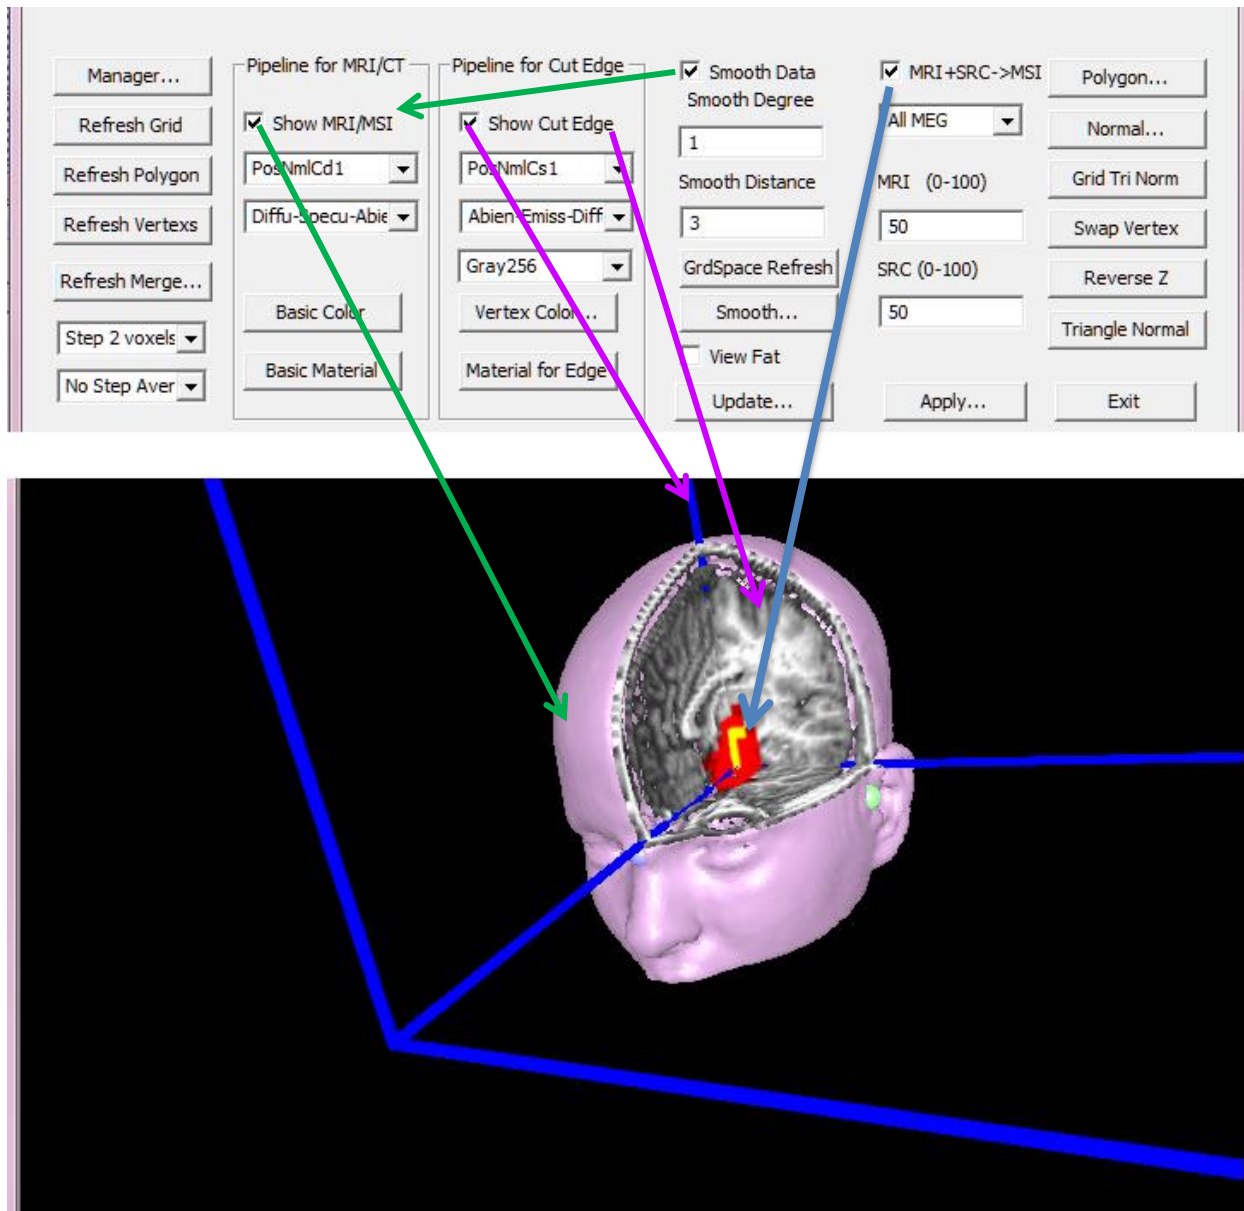 Manager...
Refresh Grid
Refresh Polygon
Refresh Vertexs
Refresh Merge...
Step 2 voxels
No Step Aver
Pipeline for MRI/CT
Show MRI/MSI
PosNmlCd1
Diffu-Specu-Abie
Basic Color
Basic Material
Pipeline for Cut Edge
Show Cut Edge
PosNmlCs1
Abien-Emiss-Diff
Gray256
Vertex Color...
Material for Edge
Smooth Data
Smooth Degree
1
Smooth Distance
3
GrdSpace Refresh
Smooth...
View Fat
Update...
MRI+SRC->MSI
All MEG
MRI (0-100)
50
SRC (0-100)
50
Apply...
Polygon...
Normal...
Grid Tri Norm
Swap Vertex
Reverse Z
Triangle Normal
Exit